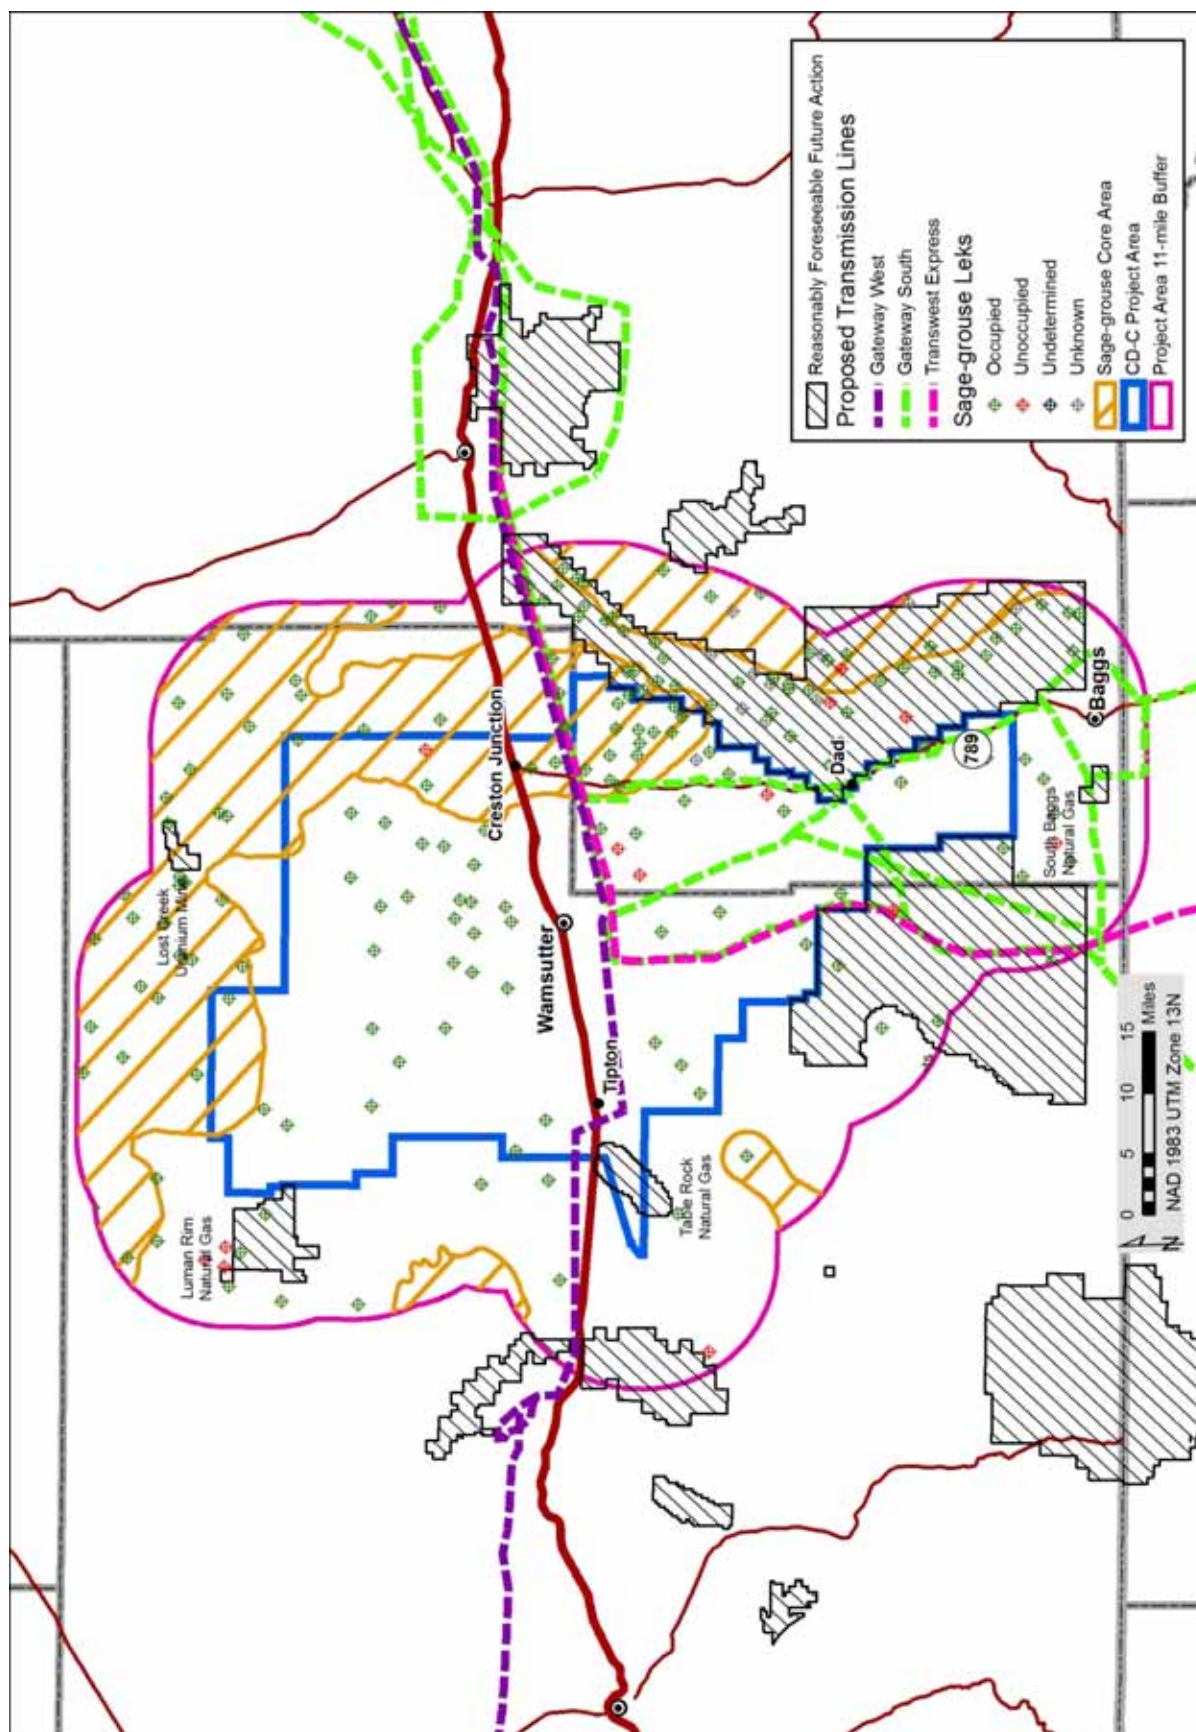 Lost Creek
Uranium Mine
Luman Rim
Natural Gas
Creston Junction
Wamsutter
Tipton
Table Rock
Natural Gas
Dad
789
Baggs
South Baggs
Natural Gas
Reasonably Foreseeable Future Action
Proposed Transmission Lines
Gateway West
Gateway South
Transwest Express
Sage-grouse Leks
Occupied
Unoccupied
Undetermined
Unknown
Sage-grouse Core Area
CD-C Project Area
Project Area 11-mile Buffer
N
0 5 10 15
Miles
NAD 1983 UTM Zone 13N